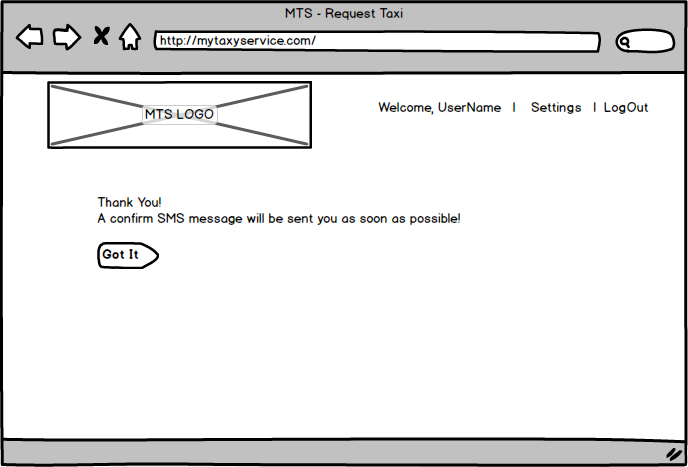 MTS - Request Taxi
http://mytaxyservice.com/
MTS LOGO
Welcome, UserName | Settings | LogOut
Thank You!
A confirm SMS message will be sent you as soon as possible!
Got It